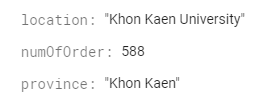 location: "Khon Kaen University"
numOfOrder: 588
province: "Khon Kaen"